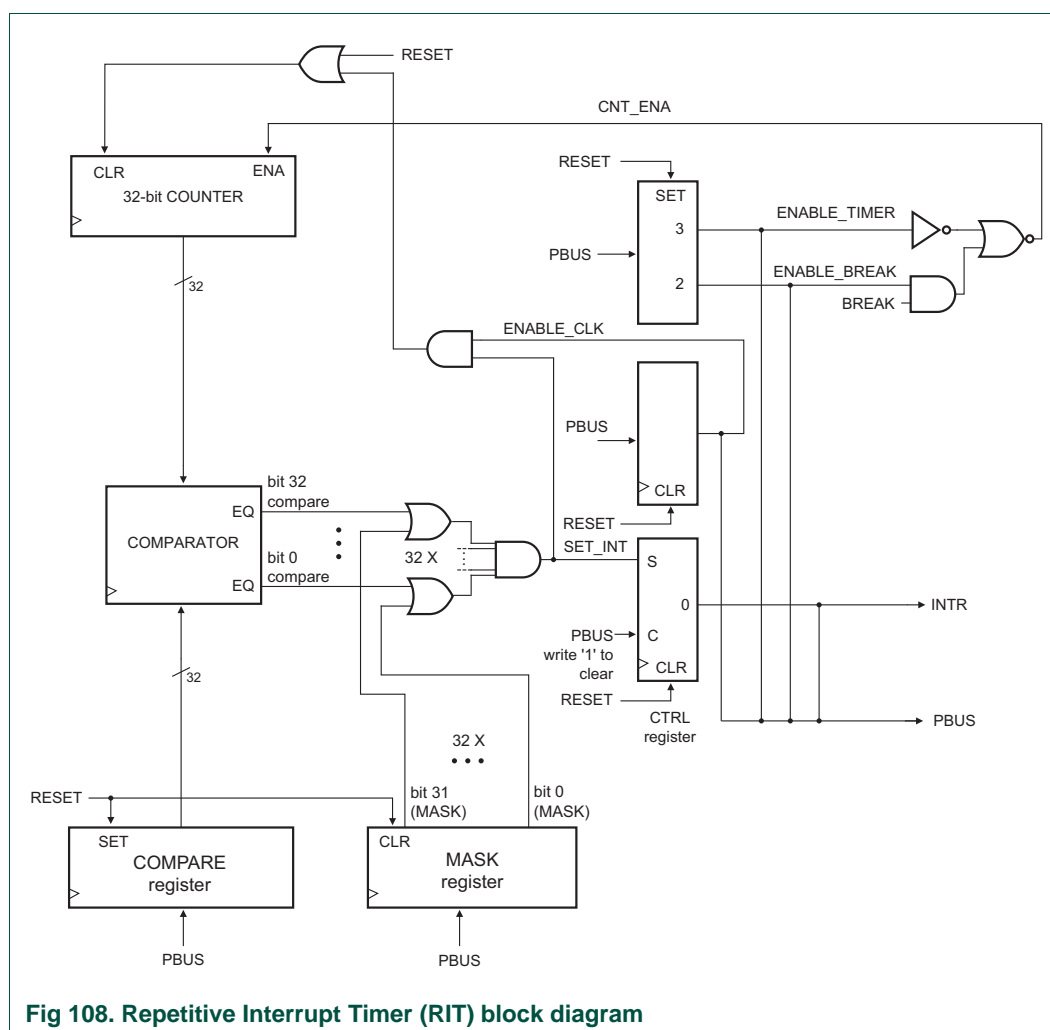 RESET
CNT_ENA
CLR
ENA
32-bit COUNTER
RESET
SET
3
ENABLE_TIMER
PBUS
2
ENABLE_BREAK
BREAK
32
ENABLE_CLK
PBUS
CLR
RESET
bit 32
compare
EQ
COMPARATOR
bit 0
compare
EQ
32 X
SET_INT
S
0
INTR
PBUS
write '1' to
clear
C
CLR
RESET
CTRL
register
PBUS
32
32 X
RESET
bit 31
(MASK)
bit 0
(MASK)
SET
COMPARE
register
CLR
MASK
register
PBUS
PBUS
Fig 108. Repetitive Interrupt Timer (RIT) block diagram